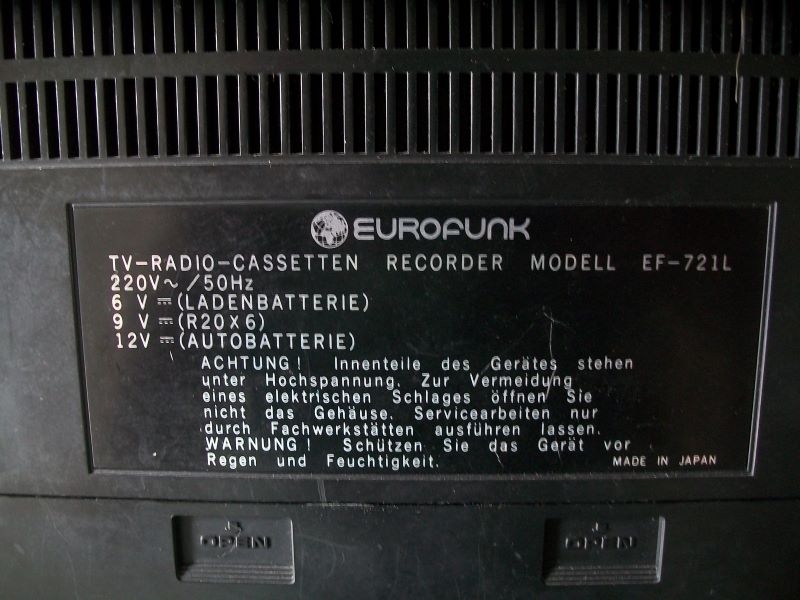 EUROFUNK
TV-RADIO-CASSETTEN RECORDER MODELL EF-721L
220V~/50Hz
6 V ⎓(LADENBATTERIE)
9 V ⎓(R20X6)
12V ⎓(AUTOBATTERIE)
ACHTUNG! Innenteile des Gerätes stehen
unter Hochspannung. Zur Vermeidung
eines elektrischen Schlages öffnen Sie
nicht das Gehäuse. Servicearbeiten nur
durch Fachwerkstätten ausführen lassen.
WARNUNG! Schützen Sie das Gerät vor
Regen und Feuchtigkeit. MADE IN JAPAN
OPEN OPEN